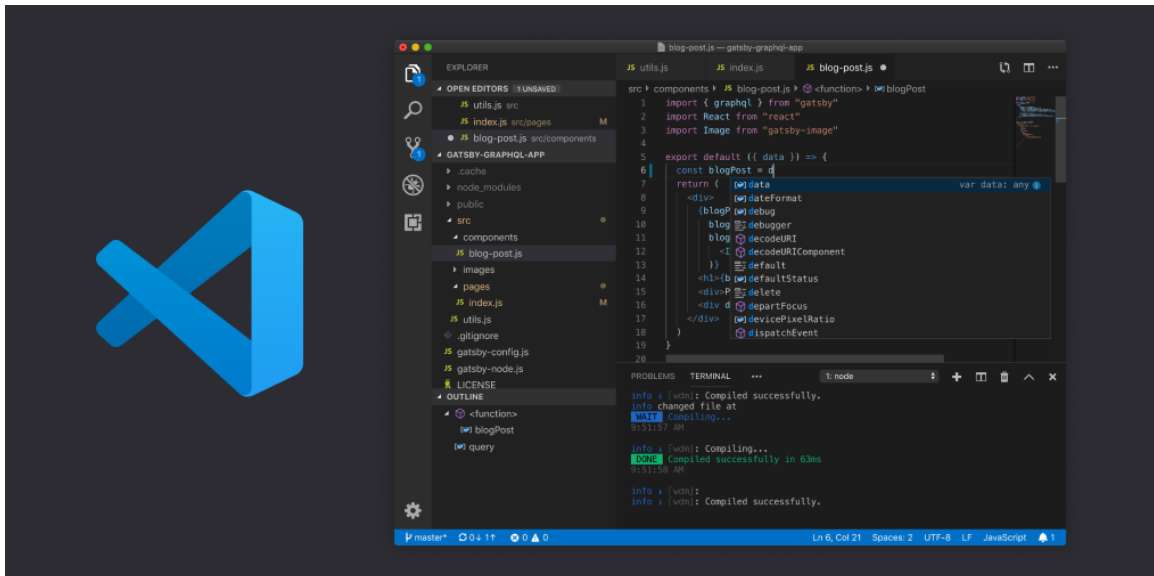 blog-post.js — gatsby-graphql-app
EXPLORER
OPEN EDITORS 1 UNSAVED
JS utils.js src
JS index.js src/pages M
JS blog-post.js src/components
GATSBY-GRAPHQL-APP
.cache
node_modules
public
src
components
JS blog-post.js
images
pages
JS index.js M
JS utils.js
.gitignore
JS gatsby-config.js
JS gatsby-node.js
LICENSE
OUTLINE
<function>
blogPost
query
JS utils.js JS index.js JS blog-post.js
src components JS blog-post.js <function> blogPost
1 import { graphql } from "gatsby"
2 import React from "react"
3 import Image from "gatsby-image"
4
5 export default ({ data }) => {
6 const blogPost = d
7 return (
8 <div>
9 {blogP
10 blog
11 blog
12 <I
13 )}
14 <h1>{b
15 <div>P
16 <div d
17 </div>
18 )
19 }
20
data var data: any
dateFormat
debug
debugger
decodeURI
decodeURIComponent
default
defaultStatus
delete
departFocus
devicePixelRatio
dispatchEvent
PROBLEMS TERMINAL ••• 1: node
info ｢wdm｣: Compiled successfully.
info changed file at
WAIT Compiling...
9:51:57 AM
info ｢wdm｣: Compiling...
DONE Compiled successfully in 63ms
9:51:58 AM
info ｢wdm｣:
info ｢wdm｣: Compiled successfully.
master* 0↓ 1↑ 0 0 Ln 6, Col 21 Spaces: 2 UTF-8 LF JavaScript 1